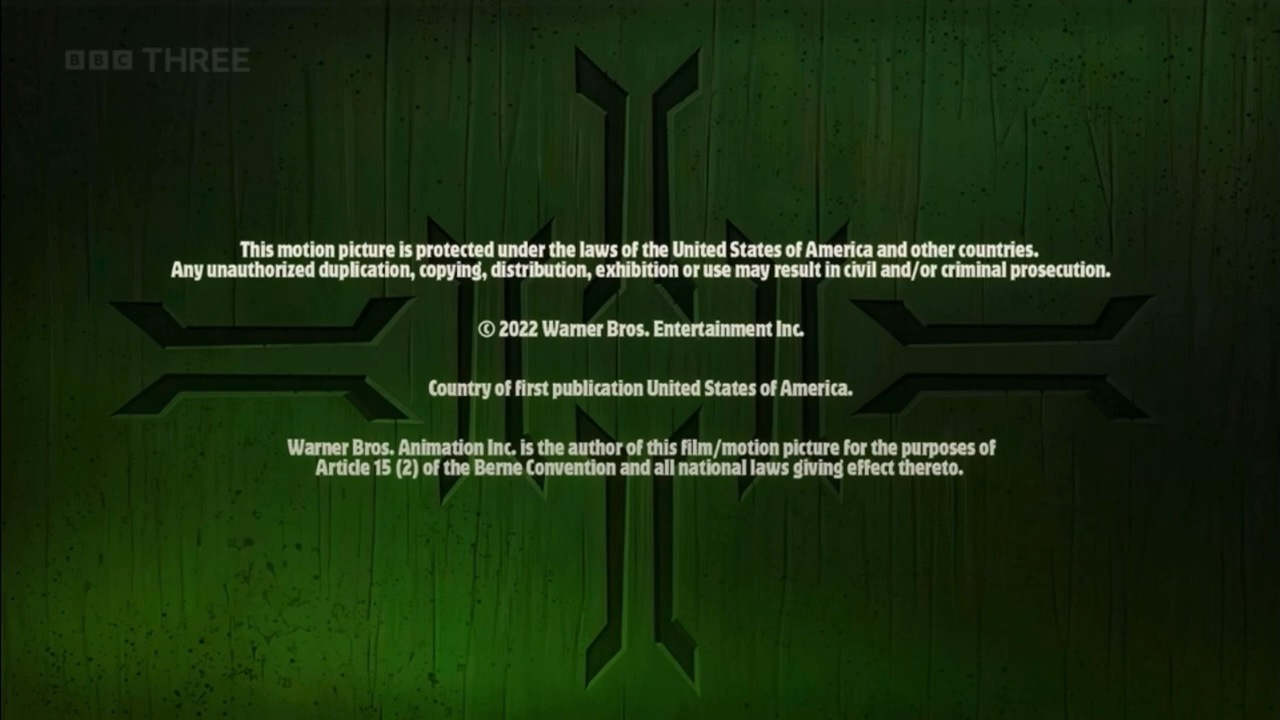 BBC THREE
This motion picture is protected under the laws of the United States of America and other countries.
Any unauthorized duplication, copying, distribution, exhibition or use may result in civil and/or criminal prosecution.
© 2022 Warner Bros. Entertainment Inc.
Country of first publication United States of America.
Warner Bros. Animation Inc. is the author of this film/motion picture for the purposes of
Article 15 (2) of the Berne Convention and all national laws giving effect thereto.